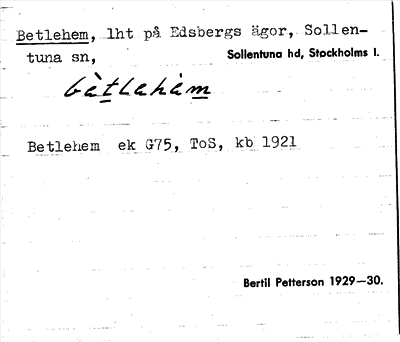 Betlehem, lht på Edsbergs ägor, Sollen-
tuna sn,
Sollentuna hd, Stockholms l.
bètlehàm
Betlehem ek G75, ToS, kb 1921
Bertil Petterson 1929—30.